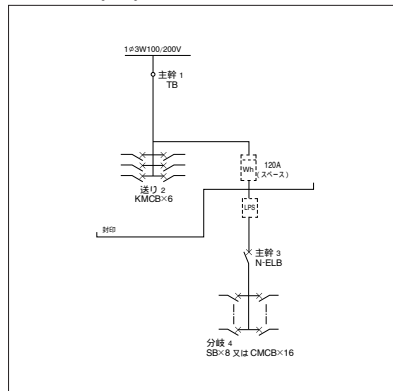 1φ3W100/200V
主幹 1
TB
Wh
120A
(スペース)
送り 2
KMCB×6
LPS
封印
主幹 3
N-ELB
分岐 4
SB×8 又は CMCB×16